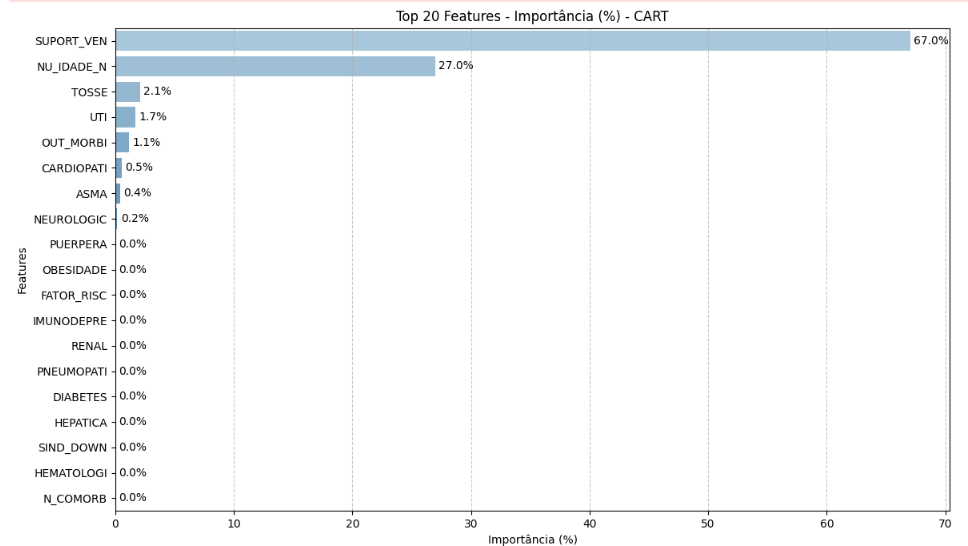 Top 20 Features - Importância (%) - CART
Features
SUPORT_VEN 67.0%
NU_IDADE_N 27.0%
TOSSE 2.1%
UTI 1.7%
OUT_MORBI 1.1%
CARDIOPATI 0.5%
ASMA 0.4%
NEUROLOGIC 0.2%
PUERPERA 0.0%
OBESIDADE 0.0%
FATOR_RISC 0.0%
IMUNODEPRE 0.0%
RENAL 0.0%
PNEUMOPATI 0.0%
DIABETES 0.0%
HEPATICA 0.0%
SIND_DOWN 0.0%
HEMATOLOGI 0.0%
N_COMORB 0.0%
0 10 20 30 40 50 60 70
Importância (%)